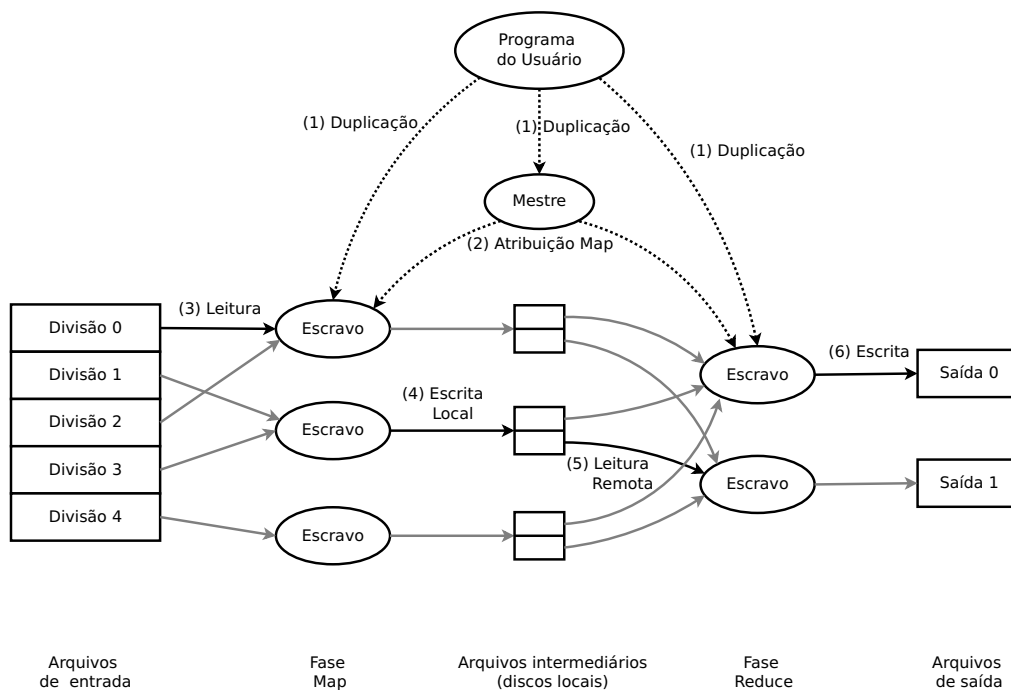 Programa
do Usuário
(1) Duplicação
(1) Duplicação
(1) Duplicação
Mestre
(2) Atribuição Map
(3) Leitura
Divisão 0
Divisão 1
Divisão 2
Divisão 3
Divisão 4
Escravo
Escravo
Escravo
(4) Escrita
Local
(5) Leitura
Remota
Escravo
Escravo
(6) Escrita
Saída 0
Saída 1
Arquivos
de entrada
Fase
Map
Arquivos intermediários
(discos locais)
Fase
Reduce
Arquivos
de saída